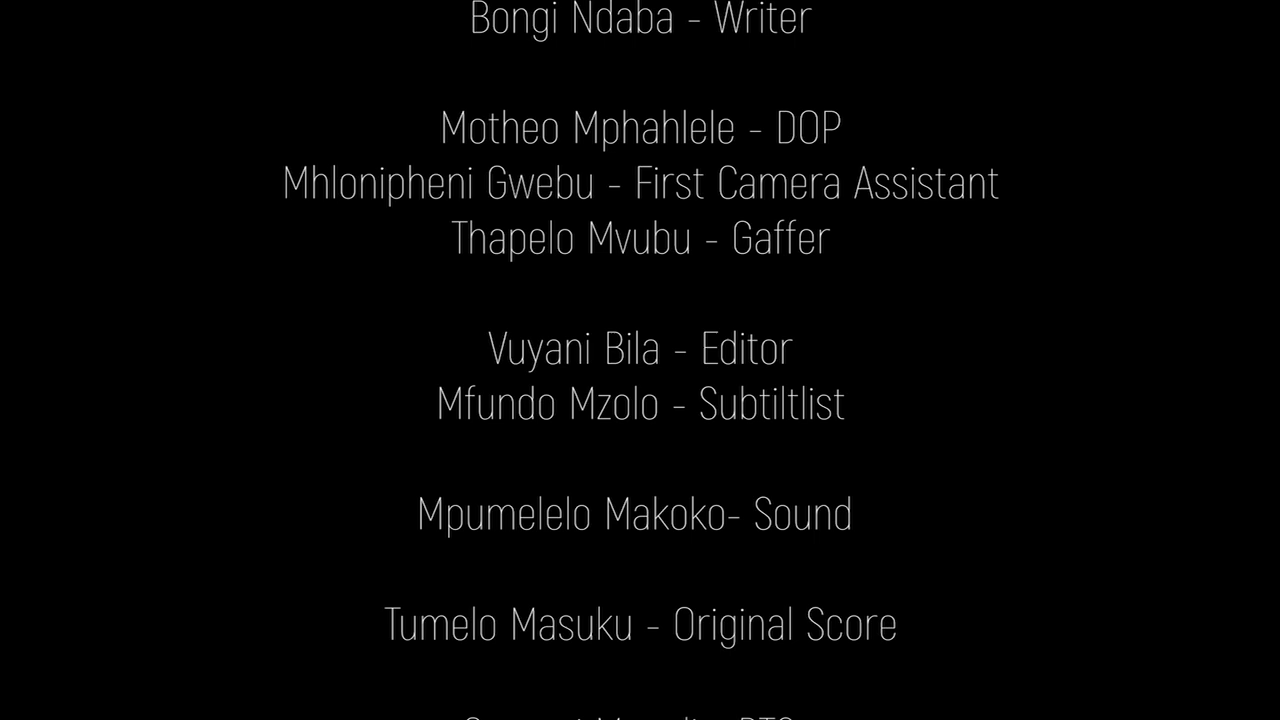 Bongi Ndaba - Writer
Motheo Mphahlele - DOP
Mhlonipheni Gwebu - First Camera Assistant
Thapelo Mvubu - Gaffer
Vuyani Bila - Editor
Mfundo Mzolo - Subtiltlist
Mpumelelo Makoko- Sound
Tumelo Masuku - Original Score